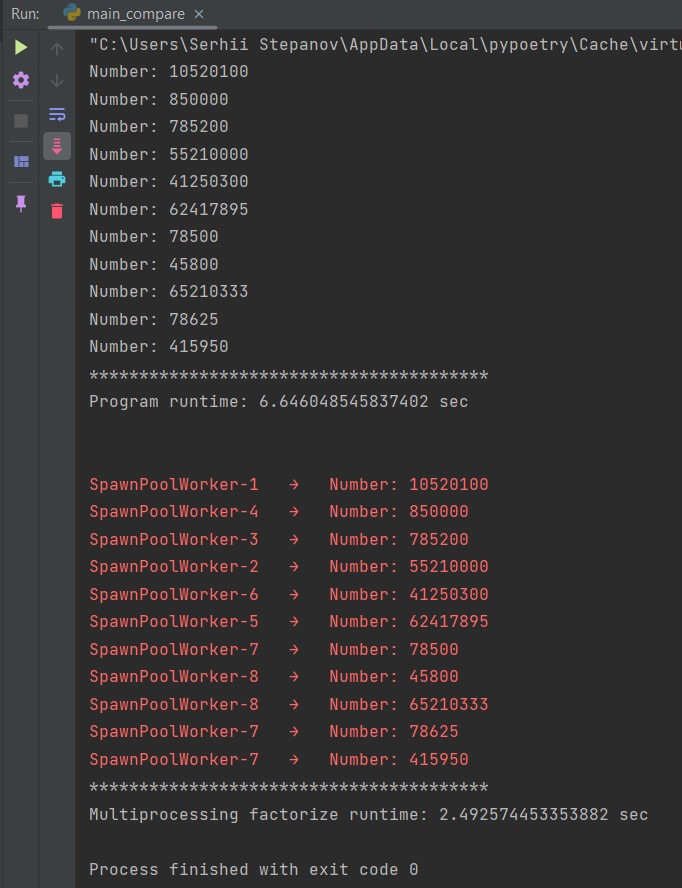 Run: main_compare
"C:\Users\Serhii Stepanov\AppData\Local\pypoetry\Cache\virtu
Number: 10520100
Number: 850000
Number: 785200
Number: 55210000
Number: 41250300
Number: 62417895
Number: 78500
Number: 45800
Number: 65210333
Number: 78625
Number: 415950
****************************************
Program runtime: 6.646048545837402 sec
SpawnPoolWorker-1 → Number: 10520100
SpawnPoolWorker-4 → Number: 850000
SpawnPoolWorker-3 → Number: 785200
SpawnPoolWorker-2 → Number: 55210000
SpawnPoolWorker-6 → Number: 41250300
SpawnPoolWorker-5 → Number: 62417895
SpawnPoolWorker-7 → Number: 78500
SpawnPoolWorker-8 → Number: 45800
SpawnPoolWorker-8 → Number: 65210333
SpawnPoolWorker-7 → Number: 78625
SpawnPoolWorker-7 → Number: 415950
****************************************
Multiprocessing factorize runtime: 2.492574453353882 sec
Process finished with exit code 0